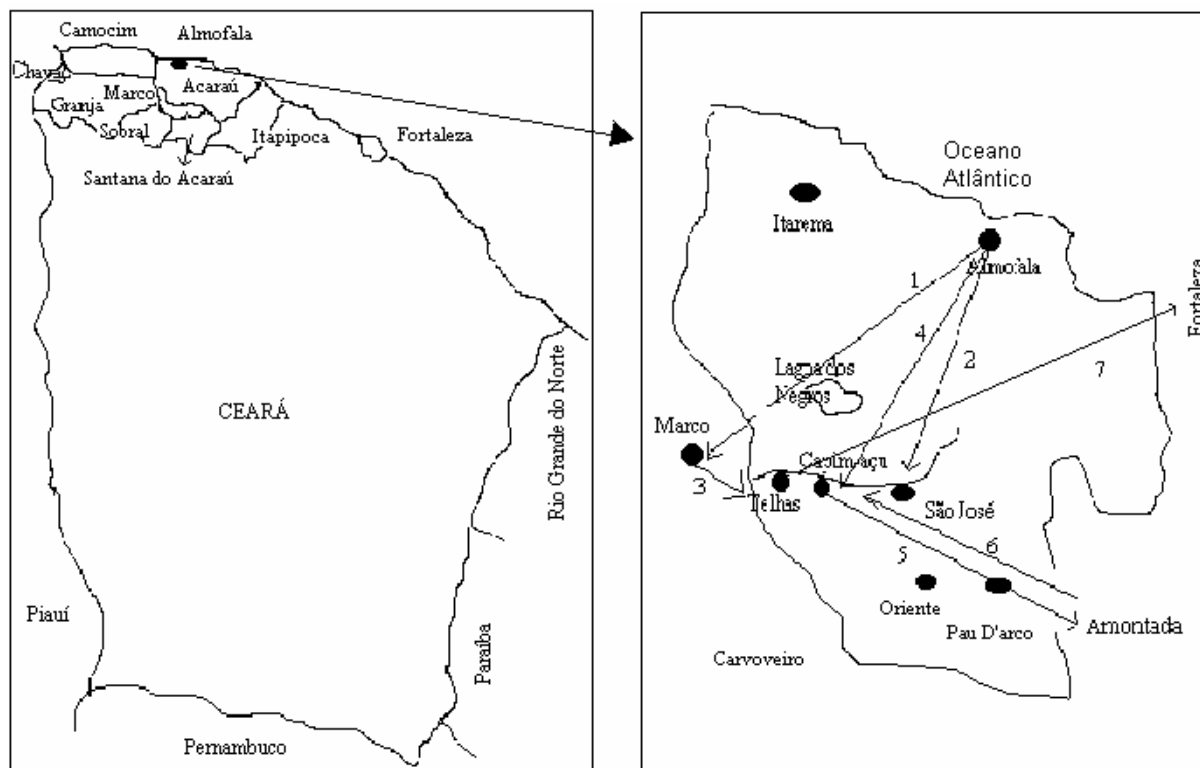 Camocim
Almofala
Chaval
Acaraú
Marco
Granja
Sobral
Itapipoca
Fortaleza
Santana do Acaraú
CEARÁ
Rio Grande do Norte
Piauí
Paraíba
Pernambuco
Oceano
Atlântico
Itarema
Almofala
1
4
2
7
Fortaleza
Lagoa dos
Negros
Marco
Capim-açu
3
Telhas
São José
5
6
Oriente
Pau D'arco
Amontada
Carvoveiro